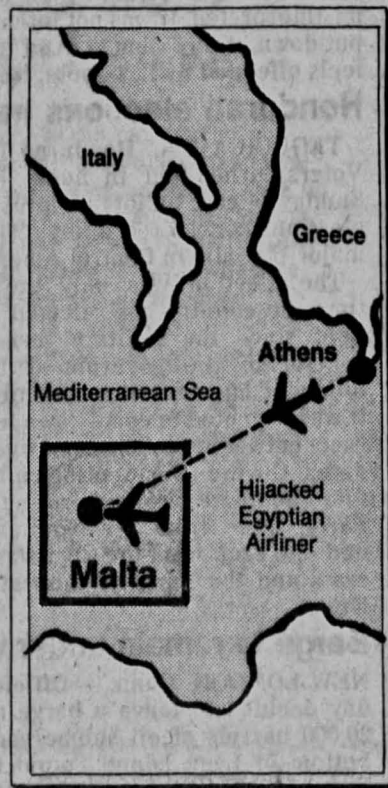 Italy
Greece
Athens
Mediterranean Sea
Hijacked
Egyptian
Airliner
Malta